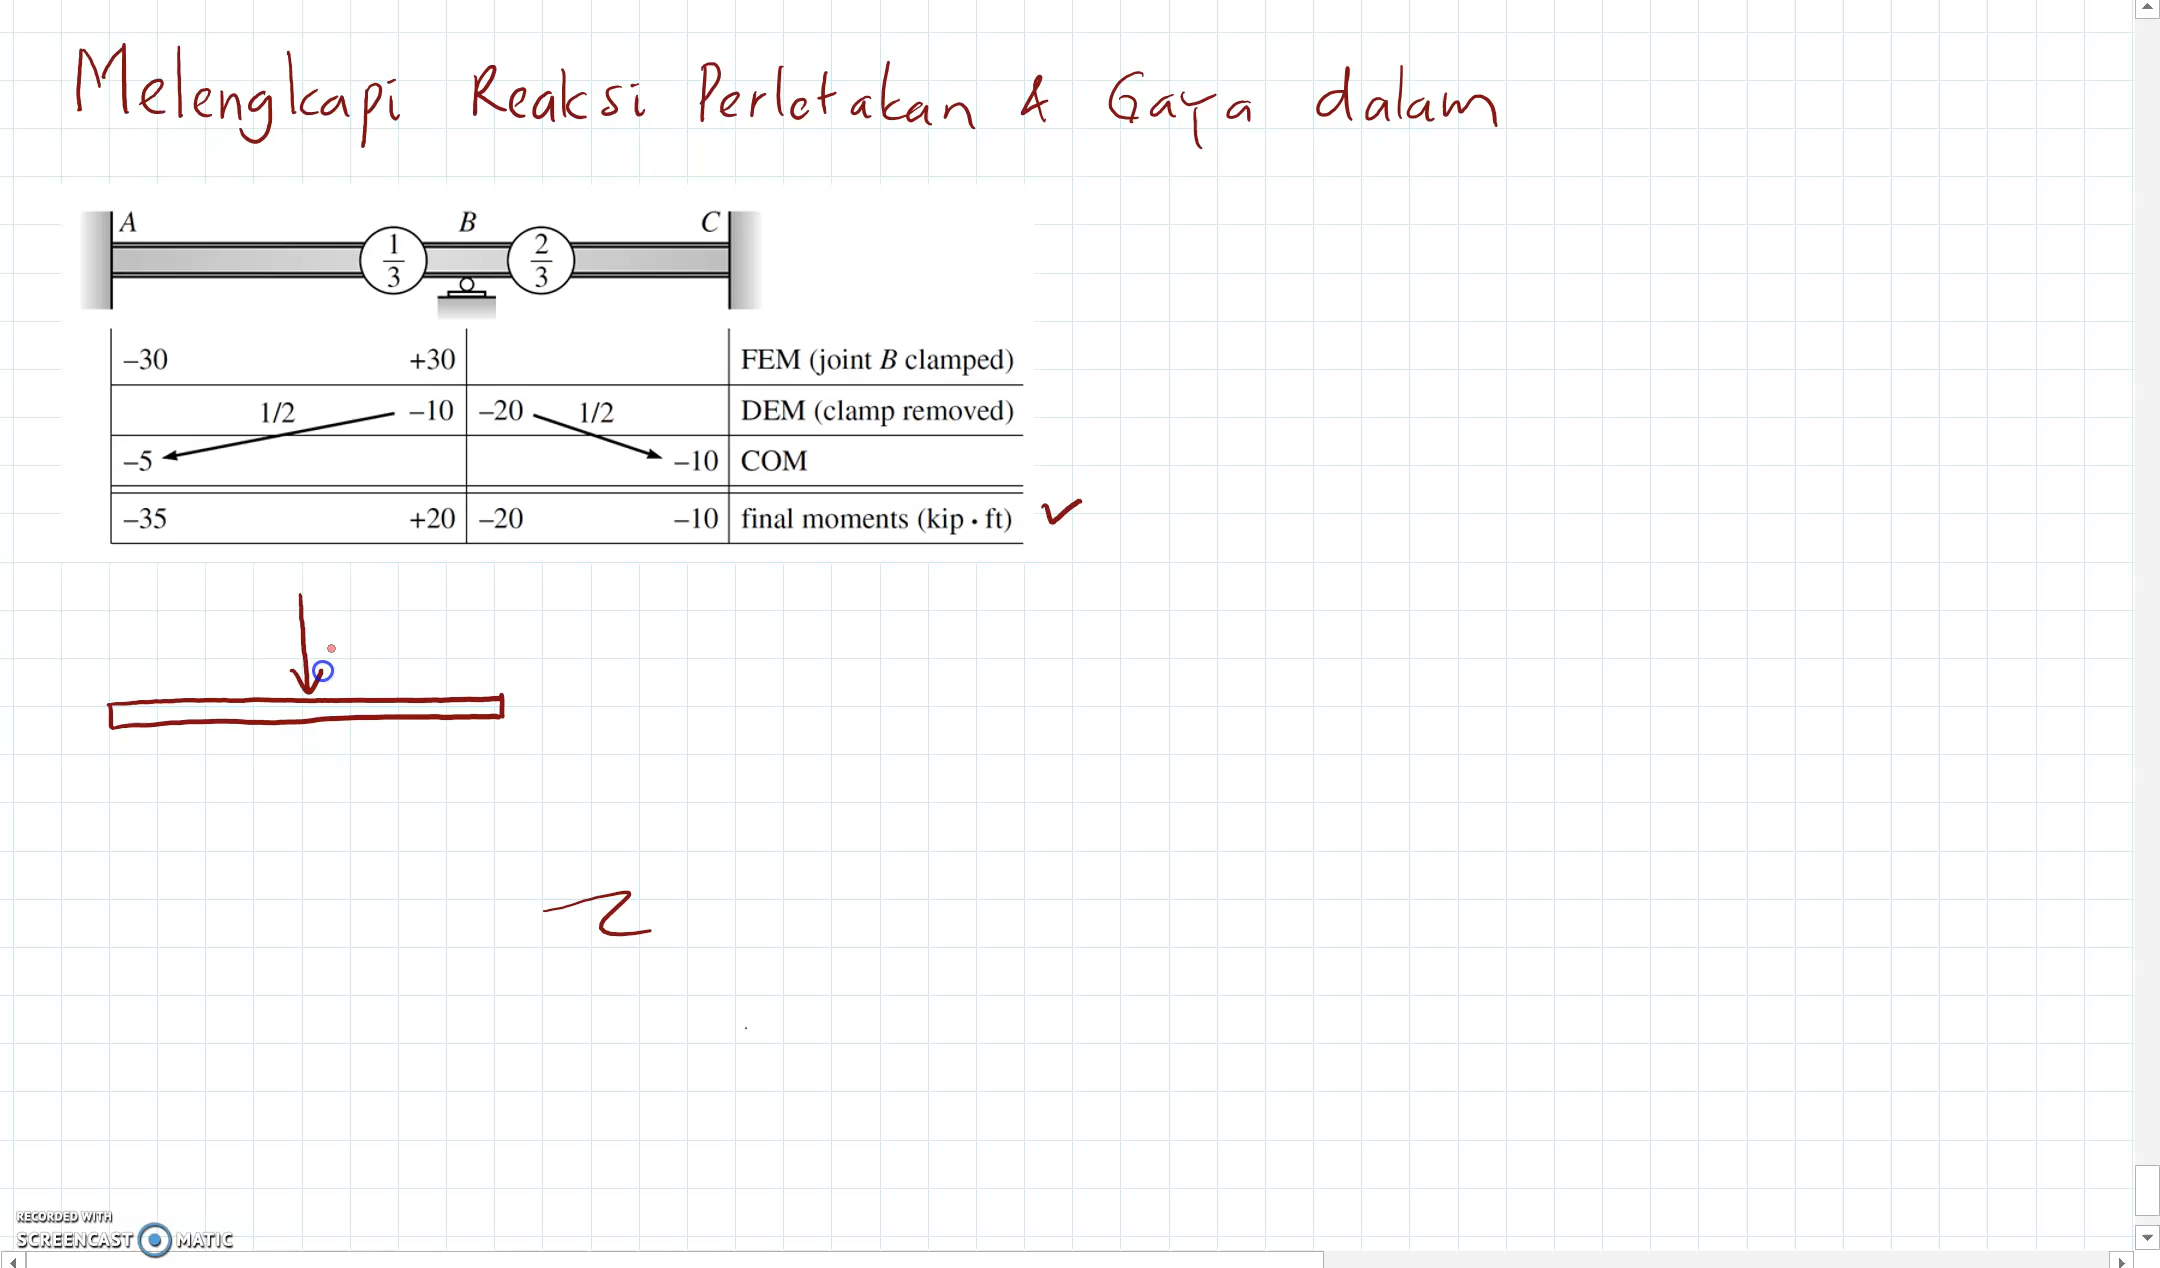 Melengkapi Reaksi Perletakan & Gaya dalam
A B C
1/3 2/3
–30 +30 FEM (joint B clamped)
1/2 –10 –20 1/2 DEM (clamp removed)
–5 –10 COM
–35 +20 –20 –10 final moments (kip • ft) ✓
RECORDED WITH
SCREENCAST MATIC